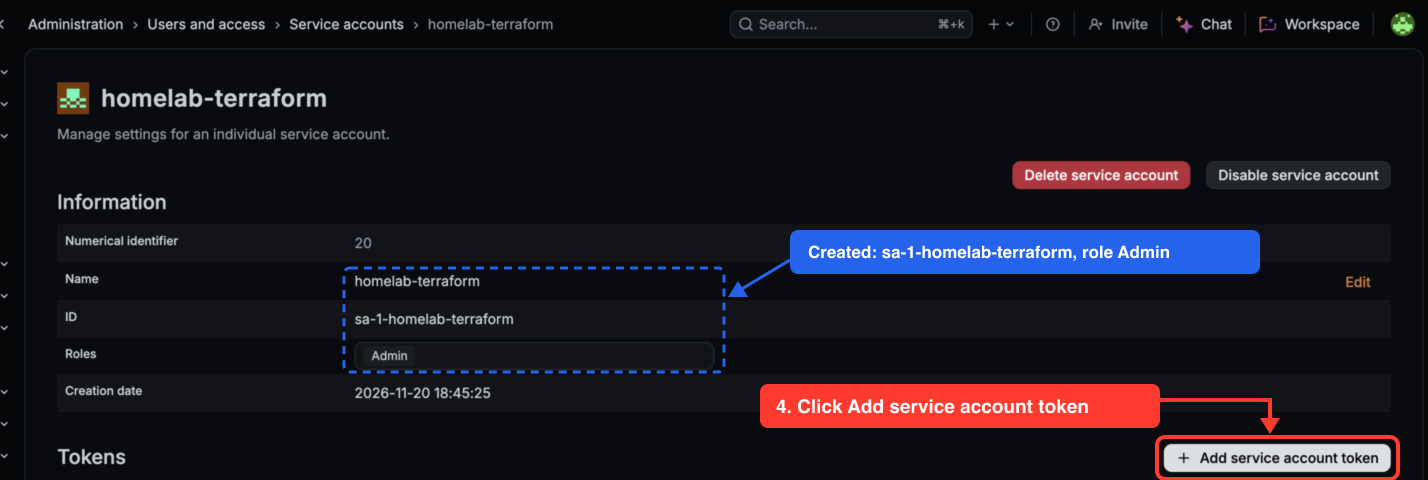 Administration > Users and access > Service accounts > homelab-terraform
Search... ⌘+k
Invite
Chat
Workspace
homelab-terraform
Manage settings for an individual service account.
Delete service account
Disable service account
Information
Numerical identifier 20
Created: sa-1-homelab-terraform, role Admin
Name homelab-terraform Edit
ID sa-1-homelab-terraform
Roles Admin
Creation date 2026-11-20 18:45:25
4. Click Add service account token
Tokens
+ Add service account token